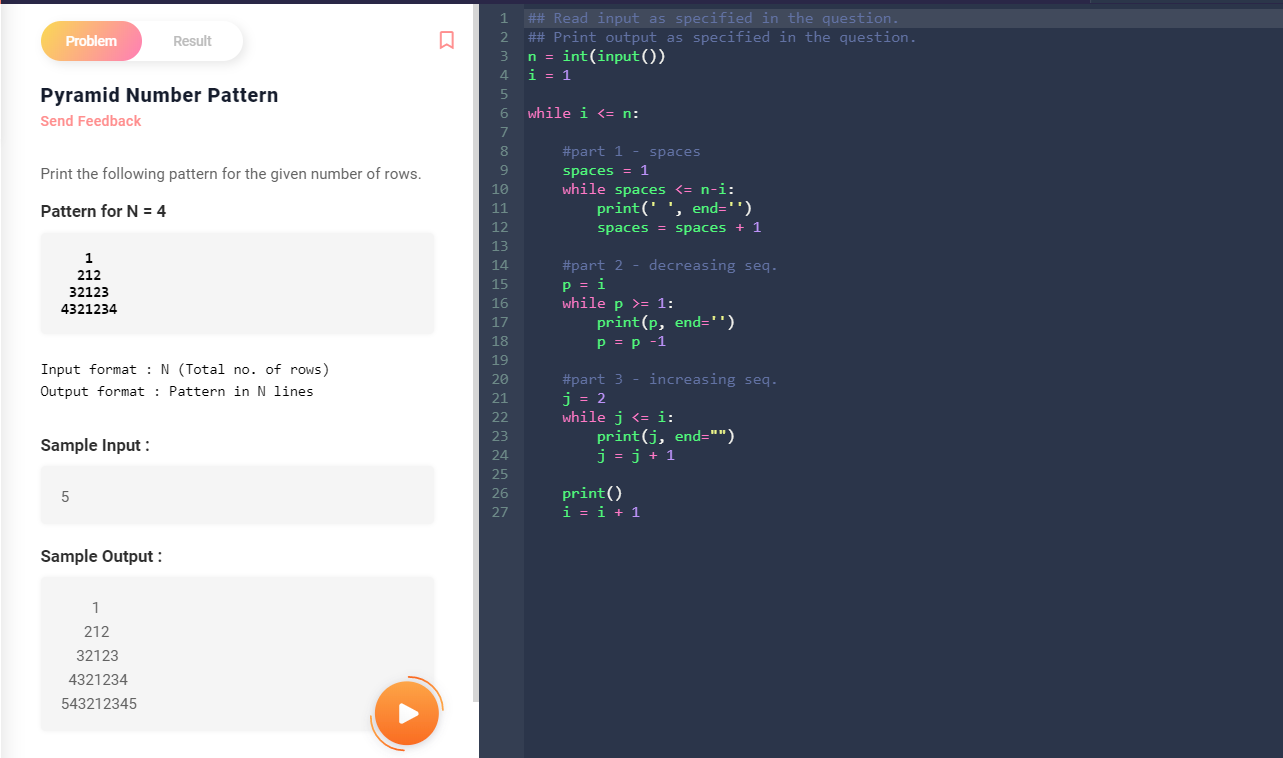 Problem
Result
Pyramid Number Pattern
Send Feedback
Print the following pattern for the given number of rows.
Pattern for N = 4
   1
  212
 32123
4321234
Input format : N (Total no. of rows)
Output format : Pattern in N lines
Sample Input :
5
Sample Output :
    1
   212
  32123
 4321234
543212345
1 ## Read input as specified in the question.
2 ## Print output as specified in the question.
3 n = int(input())
4 i = 1
5
6 while i <= n:
7
8     #part 1 - spaces
9     spaces = 1
10     while spaces <= n-i:
11         print(' ', end='')
12         spaces = spaces + 1
13
14     #part 2 - decreasing seq.
15     p = i
16     while p >= 1:
17         print(p, end='')
18         p = p -1
19
20     #part 3 - increasing seq.
21     j = 2
22     while j <= i:
23         print(j, end="")
24         j = j + 1
25
26     print()
27     i = i + 1